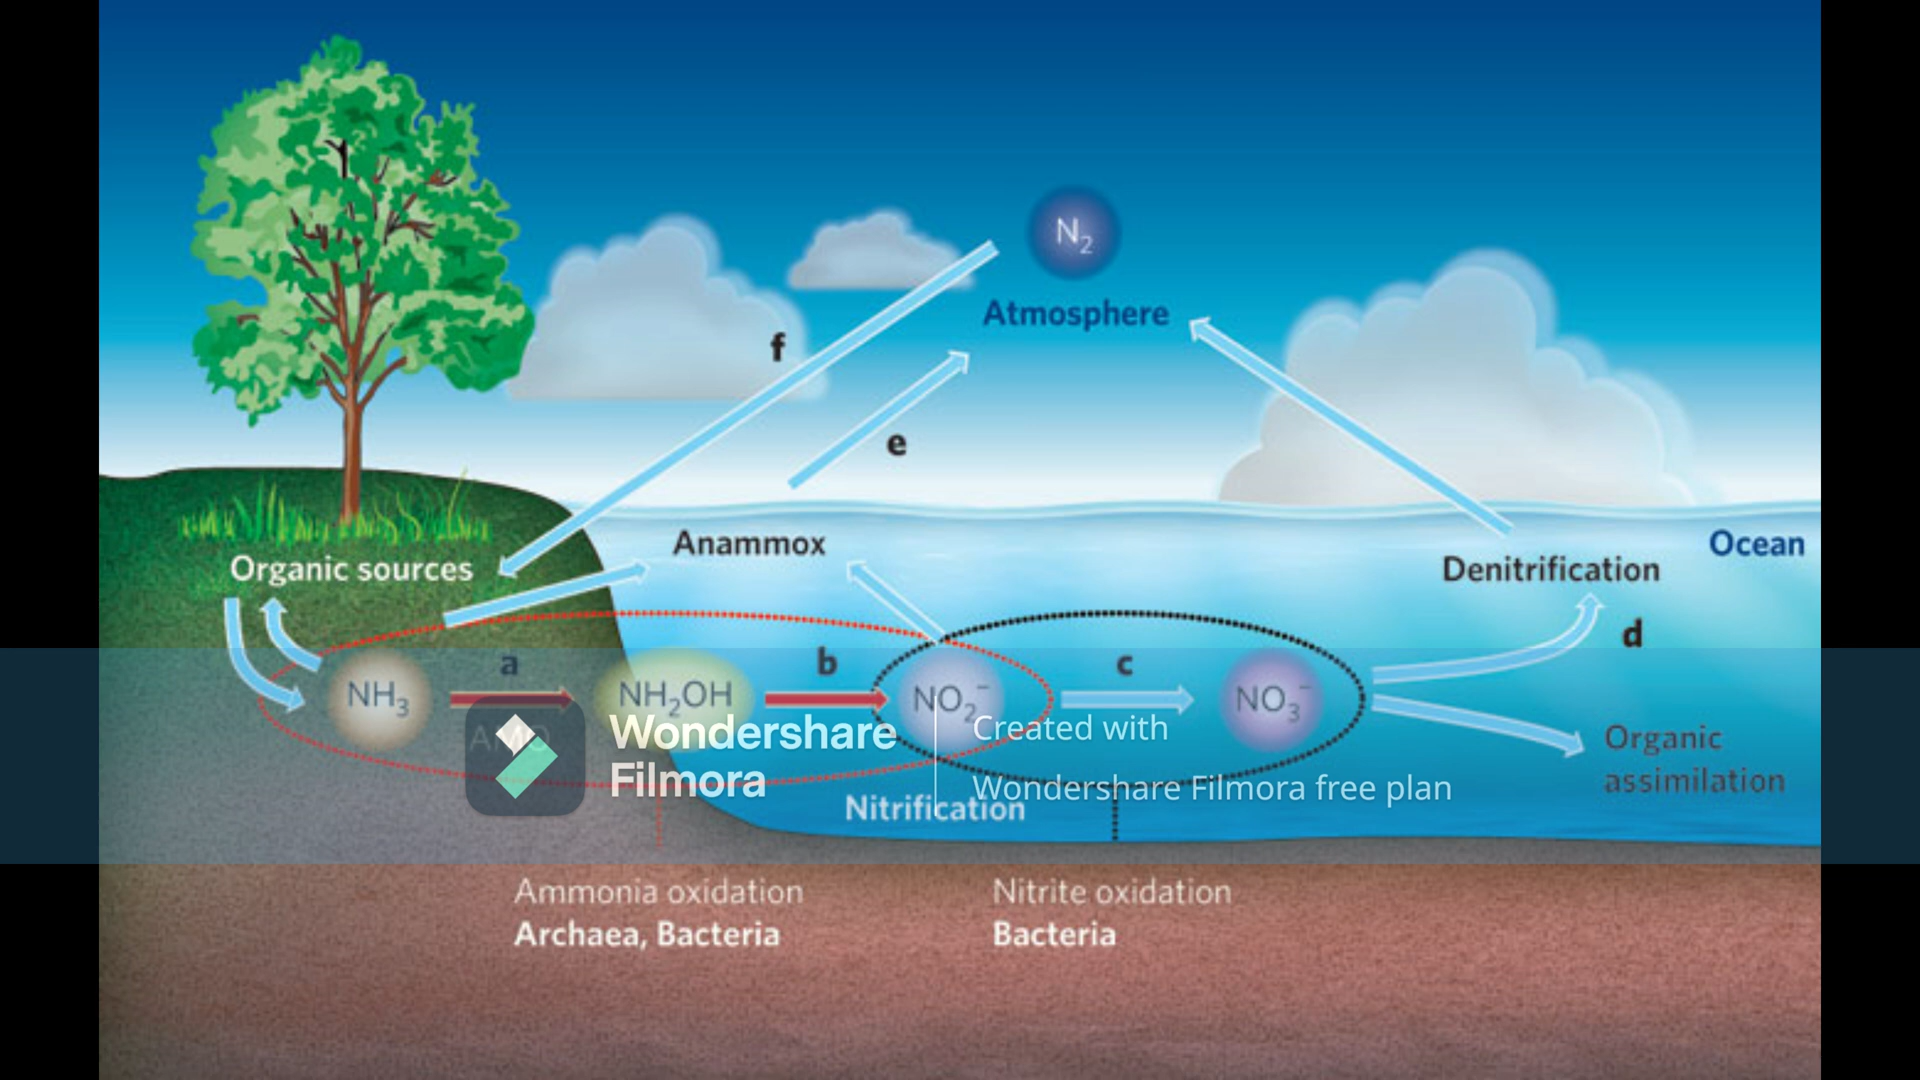 N₂
Atmosphere
f
e
Anammox
Ocean
Organic sources
Denitrification
d
a
b
c
NH₃
NH₂OH
NO₂⁻
NO₃⁻
AMO
Wondershare
Filmora
Created with
Wondershare Filmora free plan
Organic
assimilation
Nitrification
Ammonia oxidation
Archaea, Bacteria
Nitrite oxidation
Bacteria